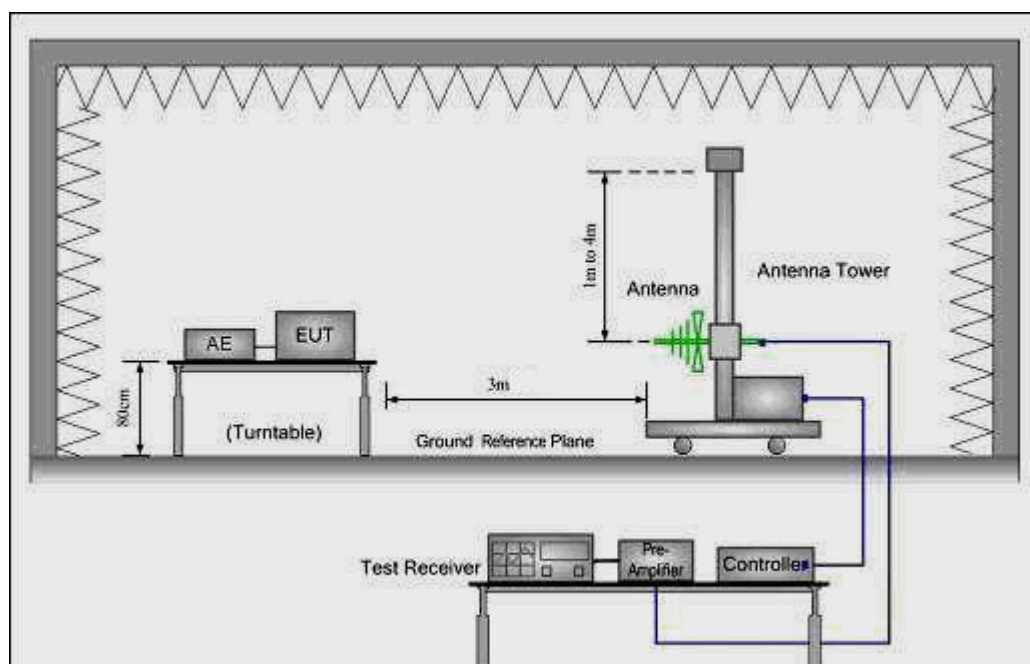 1m to 4m
Antenna Tower
Antenna
AE
EUT
80cm
(Turntable)
3m
Ground Reference Plane
Test Receiver
Pre-
Amplifier
Controller